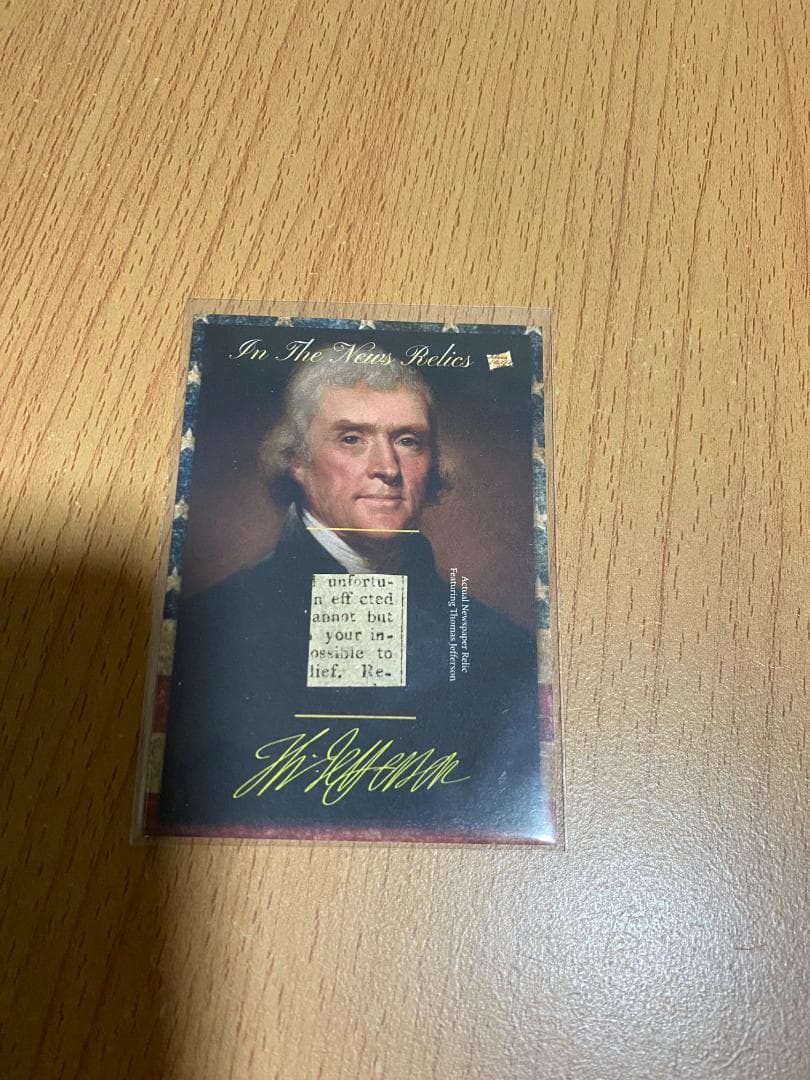 In The News Relics
unfortu-
n eff cted
annot but
your in-
ossible to
lief. Re-
Actual Newspaper Relic
Featuring Thomas Jefferson
Th: Jefferson